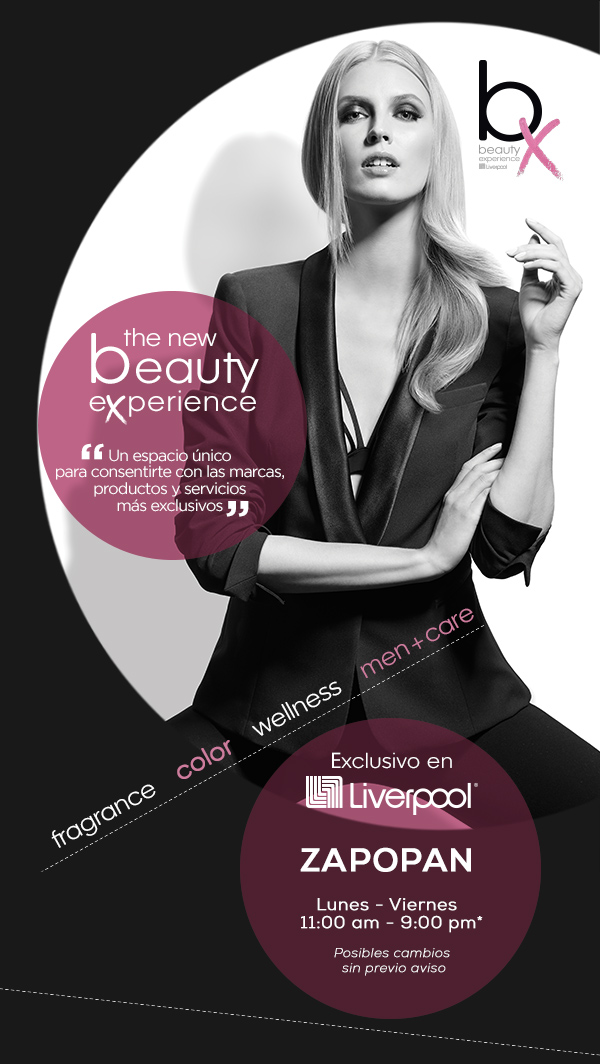 bx
beauty
experience
Liverpool
the new
beauty
experience
“ Un espacio único
para consentirte con las marcas,
productos y servicios
más exclusivos ”
fragrance color wellness men+care
Exclusivo en
Liverpool®
ZAPOPAN
Lunes - Viernes
11:00 am - 9:00 pm*
Posibles cambios
sin previo aviso